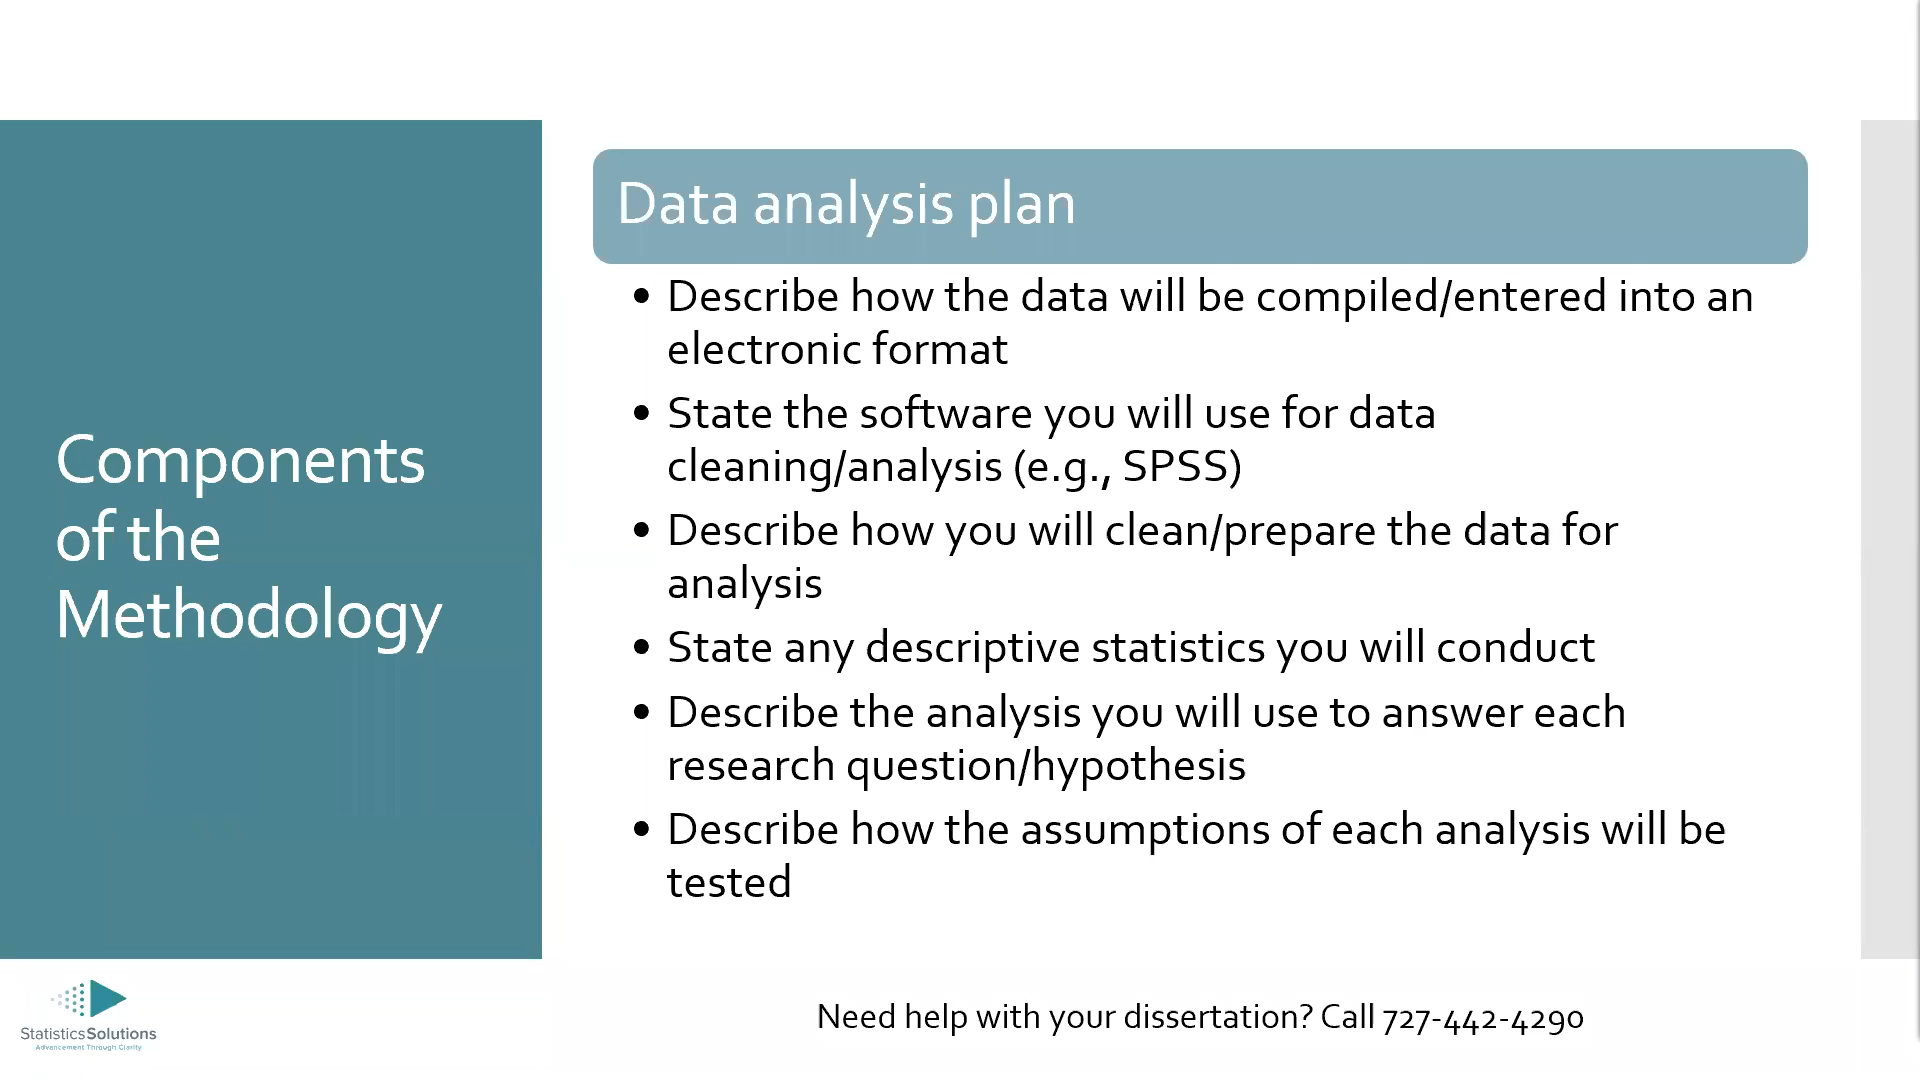 Components
of the
Methodology
Data analysis plan
• Describe how the data will be compiled/entered into an
electronic format
• State the software you will use for data
cleaning/analysis (e.g., SPSS)
• Describe how you will clean/prepare the data for
analysis
• State any descriptive statistics you will conduct
• Describe the analysis you will use to answer each
research question/hypothesis
• Describe how the assumptions of each analysis will be
tested
StatisticsSolutions
Advancement Through Clarity
Need help with your dissertation? Call 727-442-4290